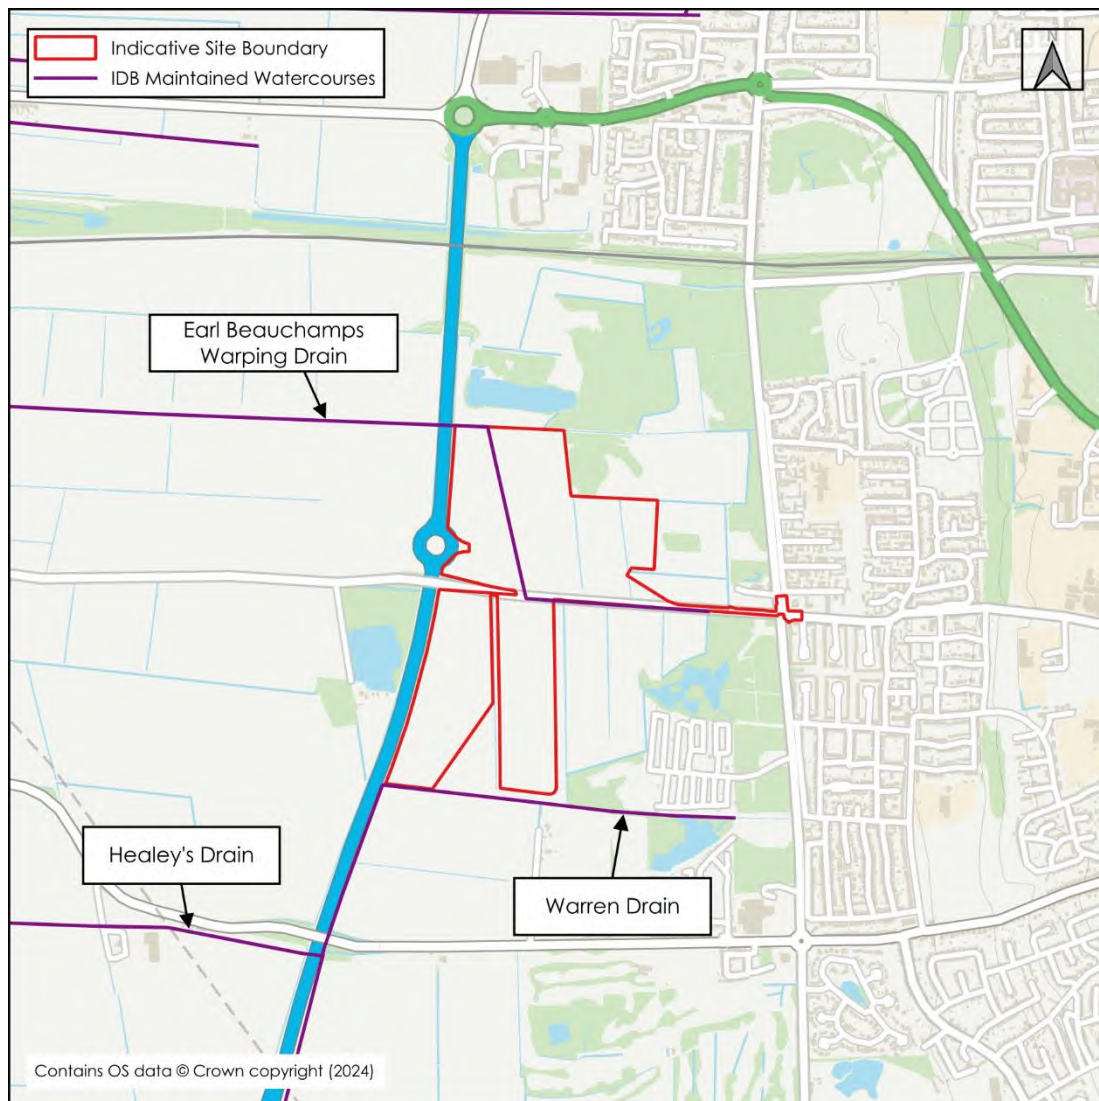 Indicative Site Boundary
IDB Maintained Watercourses
N
Earl Beauchamps
Warping Drain
Healey's Drain
Warren Drain
Contains OS data © Crown copyright (2024)